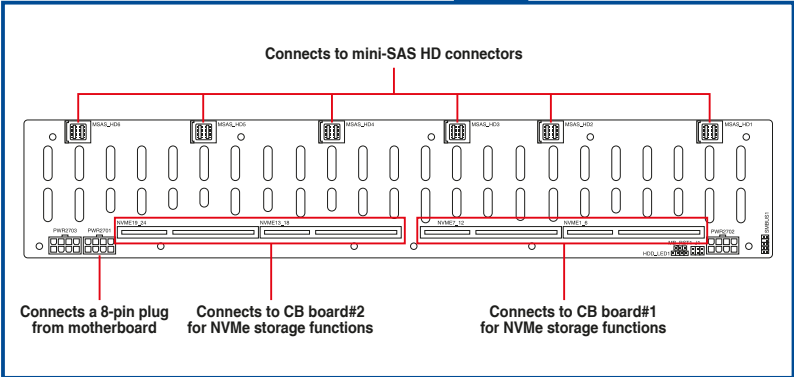 Connects to mini-SAS HD connectors
MSAS_HD6
MSAS_HD5
MSAS_HD4
MSAS_HD3
MSAS_HD2
MSAS_HD1
NVME19_24
NVME13_18
NVME7_12
NVME1_6
PWR2703
PWR2701
PWR2702
SMBUS1
HDD_LED1
Connects a 8-pin plug
from motherboard
Connects to CB board#2
for NVMe storage functions
Connects to CB board#1
for NVMe storage functions